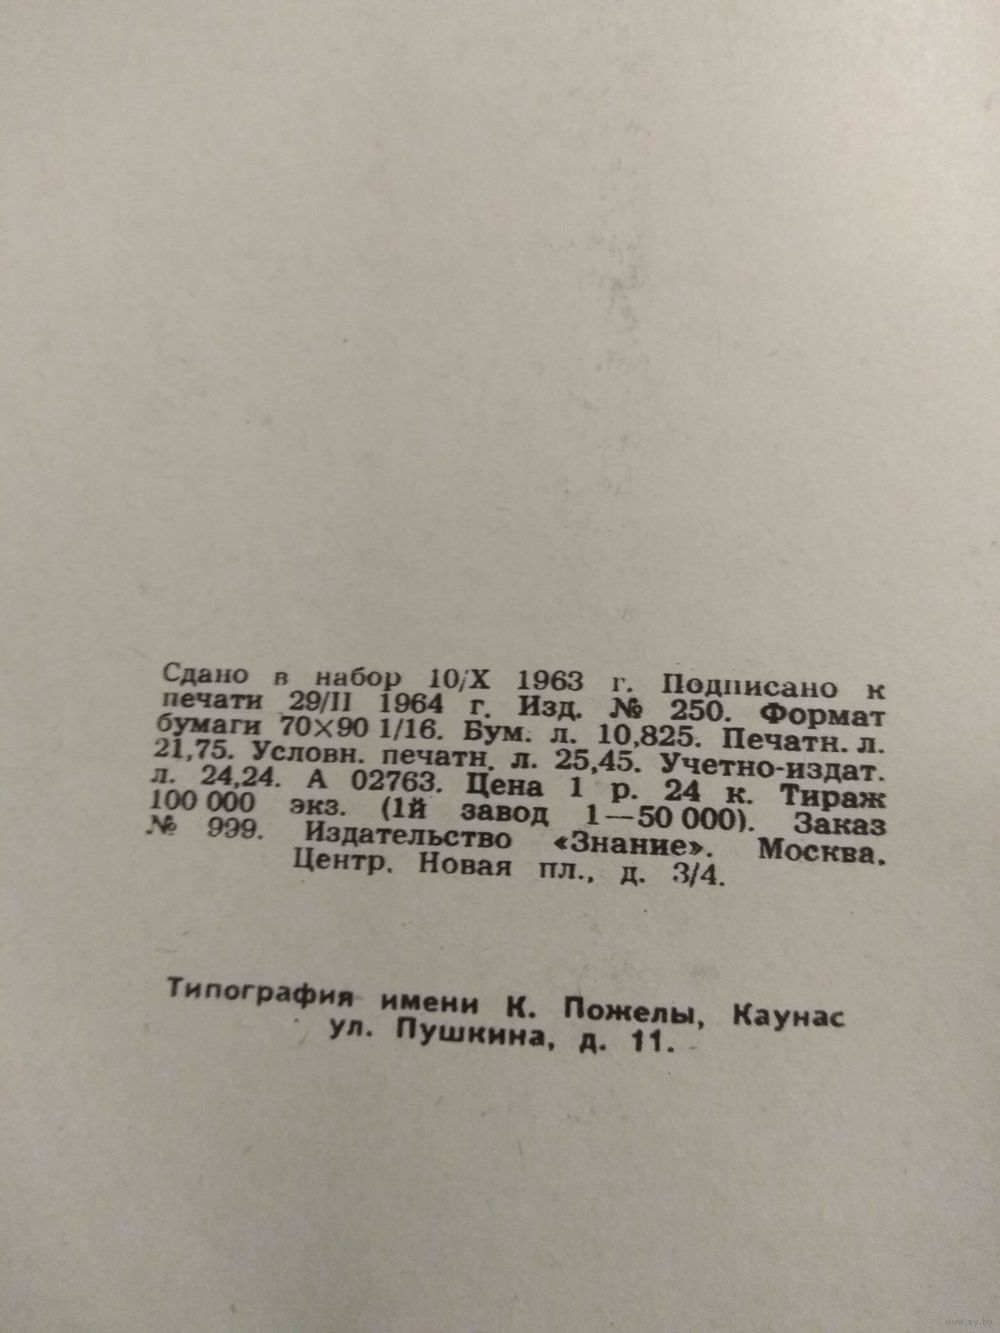 Сдано в набор 10/X 1963 г. Подписано к
печати 29/II 1964 г. Изд. № 250. Формат
бумаги 70×90 1/16. Бум. л. 10,825. Печатн. л.
21,75. Условн. печатн. л. 25,45. Учетно-издат.
л. 24,24. А 02763. Цена 1 р. 24 к. Тираж
100 000 экз. (1й завод 1—50 000). Заказ
№ 999. Издательство «Знание». Москва.
Центр. Новая пл., д. 3/4.
Типография имени К. Пожелы, Каунас
ул. Пушкина, д. 11.
www.ay.by